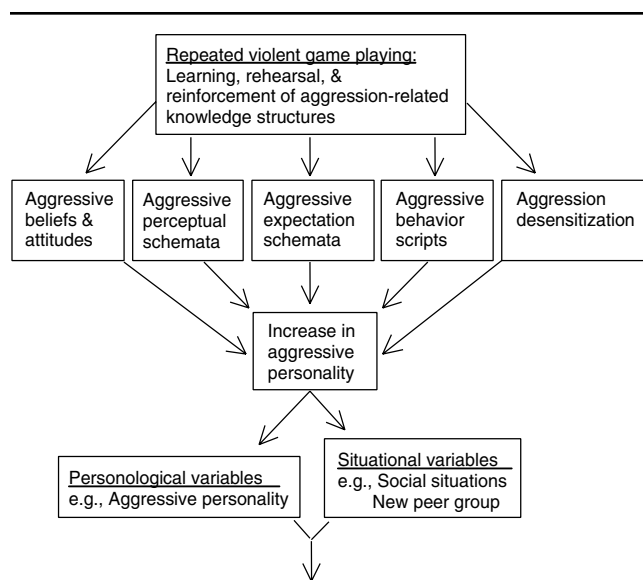 Repeated violent game playing:
Learning, rehearsal, &
reinforcement of aggression-related
knowledge structures
Aggressive
beliefs &
attitudes
Aggressive
perceptual
schemata
Aggressive
expectation
schemata
Aggressive
behavior
scripts
Aggression
desensitization
Increase in
aggressive
personality
Personological variables
e.g., Aggressive personality
Situational variables
e.g., Social situations
New peer group